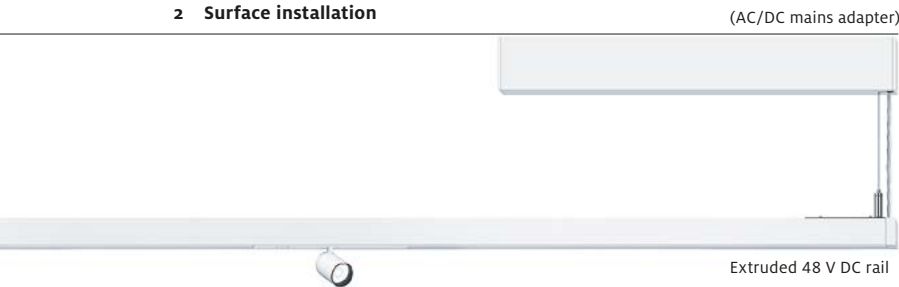 2 Surface installation
(AC/DC mains adapter)
Extruded 48 V DC rail